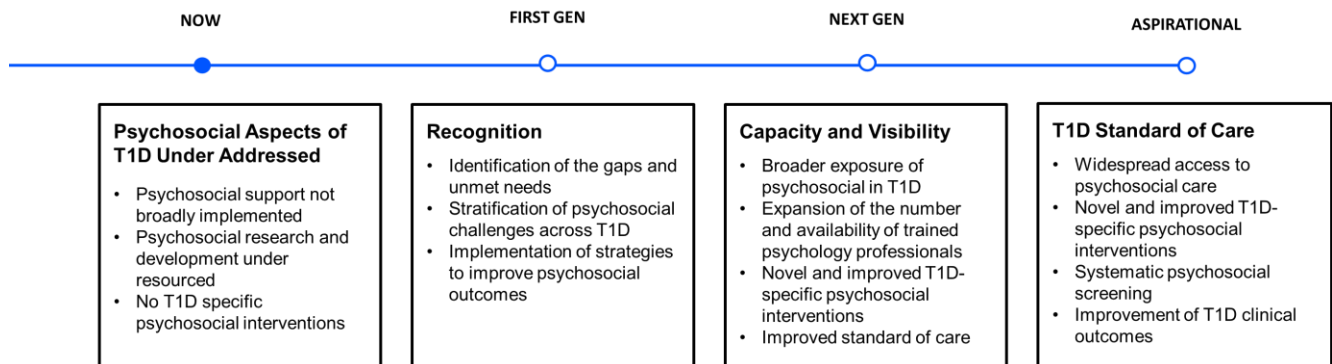 NOW
FIRST GEN
NEXT GEN
ASPIRATIONAL
Psychosocial Aspects of
T1D Under Addressed
• Psychosocial support not
broadly implemented
• Psychosocial research and
development under
resourced
• No T1D specific
psychosocial interventions
Recognition
• Identification of the gaps and
unmet needs
• Stratification of psychosocial
challenges across T1D
• Implementation of strategies
to improve psychosocial
outcomes
Capacity and Visibility
• Broader exposure of
psychosocial in T1D
• Expansion of the number
and availability of trained
psychology professionals
• Novel and improved T1D-
specific psychosocial
interventions
• Improved standard of care
T1D Standard of Care
• Widespread access to
psychosocial care
• Novel and improved T1D-
specific psychosocial
interventions
• Systematic psychosocial
screening
• Improvement of T1D clinical
outcomes